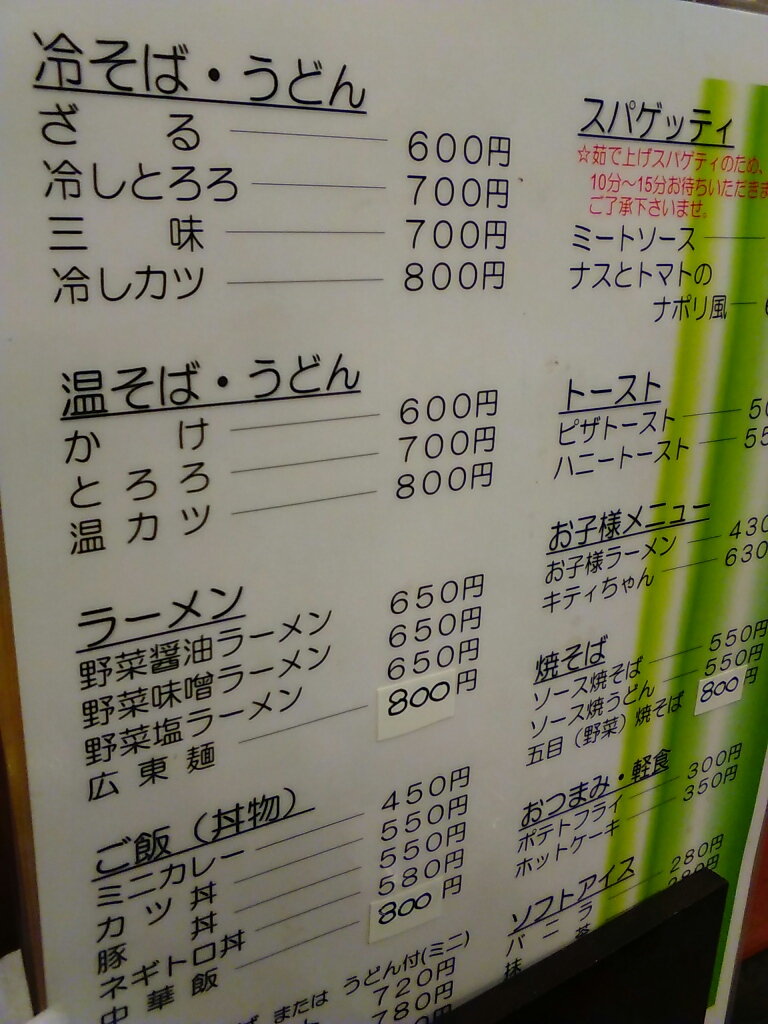 冷そば・うどん
ざる 600円
冷しとろろ 700円
三味 700円
冷しカツ 800円
温そば・うどん
かけ 600円
とろろ 700円
温カツ 800円
ラーメン
野菜醤油ラーメン 650円
野菜味噌ラーメン 650円
野菜塩ラーメン 650円
広東麺 800円
ご飯（丼物）
ミニカレー 450円
カツ丼 550円
豚丼 550円
ネギトロ丼 580円
中華飯 800円
または うどん付(ミニ)
720円
780円
スパゲッティ
☆茹で上げスパゲティのため、
10分～15分お待ちいただきま
ご了承下さいませ。
ミートソース
ナスとトマトの
ナポリ風
トースト
ピザトースト
ハニートースト
お子様メニュー
お子様ラーメン 430
キティちゃん 630
焼そば
ソース焼そば 550円
ソース焼うどん 550円
五目（野菜）焼そば 800円
おつまみ・軽食
ポテトフライ 300円
ホットケーキ 350円
ソフトアイス
バニラ 280円
抹